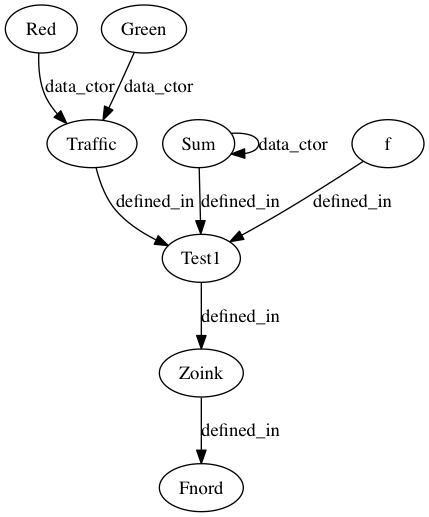 Red
Green
data_ctor
data_ctor
Traffic
Sum
data_ctor
f
defined_in
defined_in
defined_in
Test1
defined_in
Zoink
defined_in
Fnord